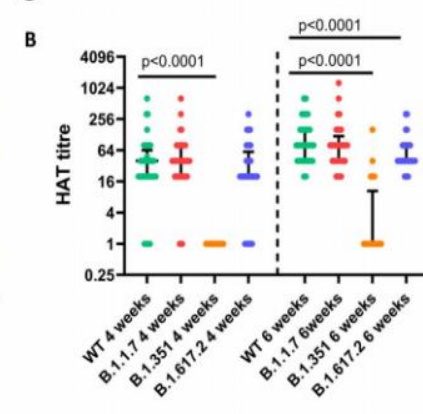 B
p<0.0001
p<0.0001
p<0.0001
4096
1024
256
64
16
4
1
0.25
HAT titre
WT 4 weeks
B.1.1.7 4 weeks
B.1.351 4 weeks
B.1.617.2 4 weeks
WT 6 weeks
B.1.1.7 6weeks
B.1.351 6 weeks
B.1.617.2 6 weeks